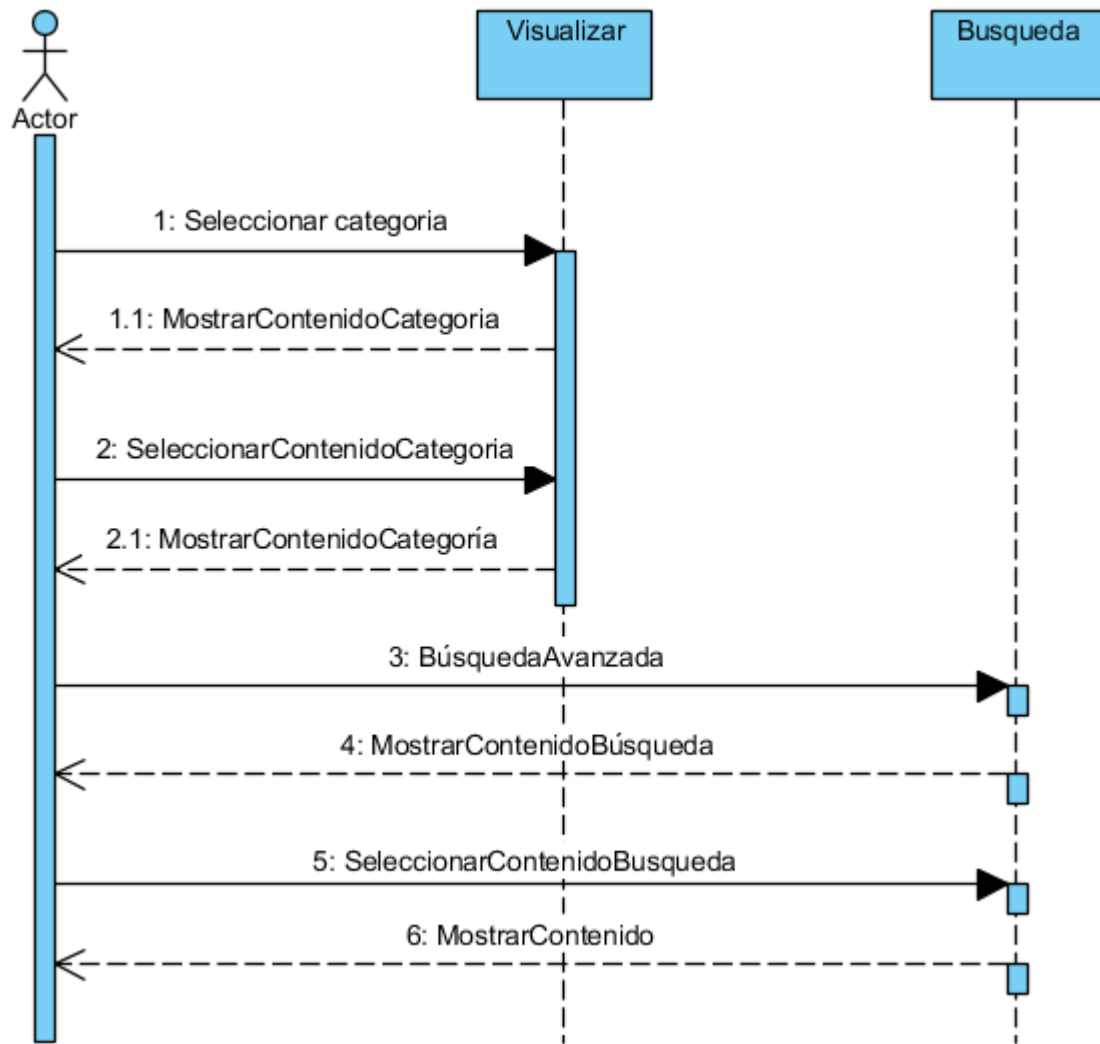 Visualizar
Busqueda
Actor
1: Seleccionar categoria
1.1: MostrarContenidoCategoria
2: SeleccionarContenidoCategoria
2.1: MostrarContenidoCategoría
3: BúsquedaAvanzada
4: MostrarContenidoBúsqueda
5: SeleccionarContenidoBusqueda
6: MostrarContenido